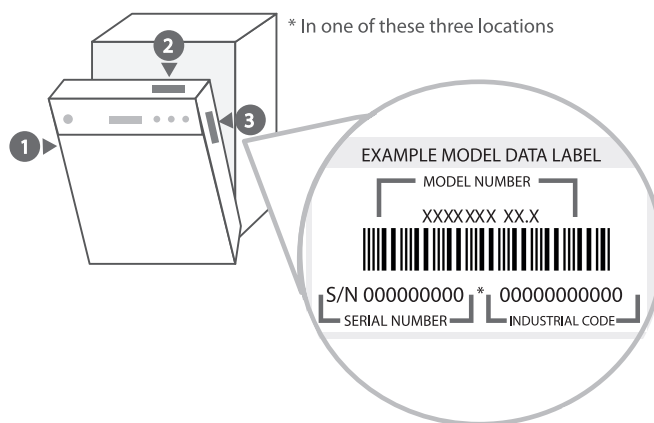 * In one of these three locations
2
3
1
EXAMPLE MODEL DATA LABEL
MODEL NUMBER
XXXXXXX XX.X
S/N 000000000 * 00000000000
SERIAL NUMBER INDUSTRIAL CODE